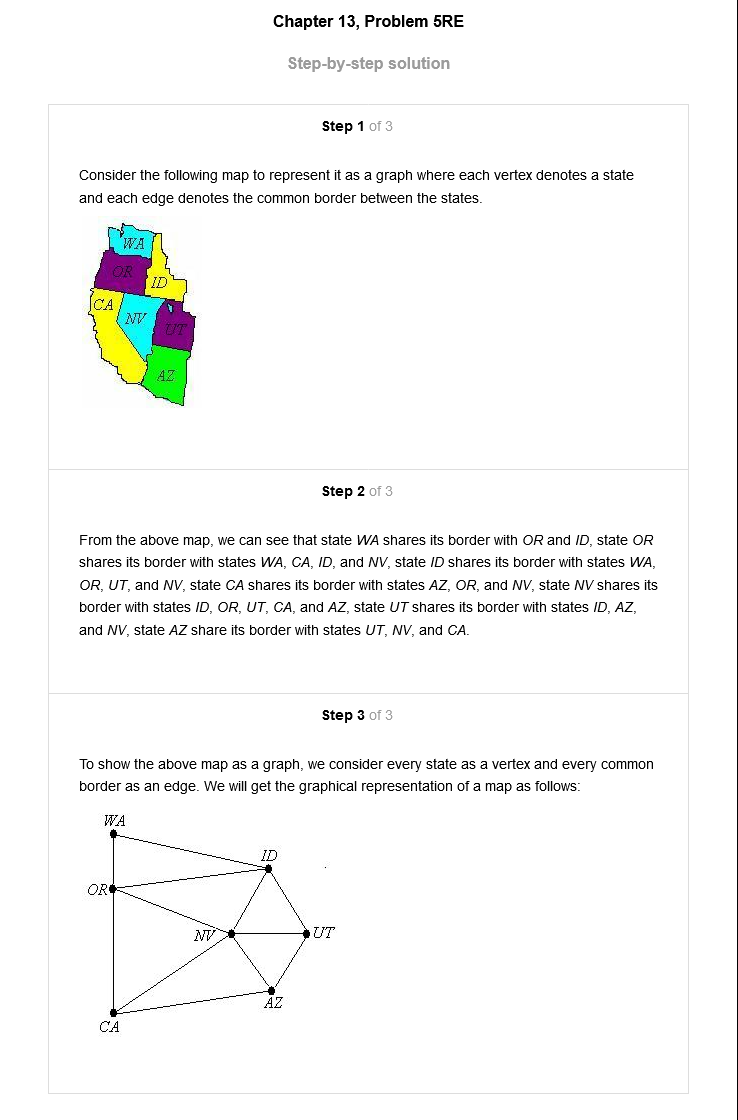 Chapter 13, Problem 5RE
Step-by-step solution
Step 1 of 3
Consider the following map to represent it as a graph where each vertex denotes a state
and each edge denotes the common border between the states.
WA
OR
ID
CA
NV
UT
AZ
Step 2 of 3
From the above map, we can see that state WA shares its border with OR and ID, state OR
shares its border with states WA, CA, ID, and NV, state ID shares its border with states WA,
OR, UT, and NV, state CA shares its border with states AZ, OR, and NV, state NV shares its
border with states ID, OR, UT, CA, and AZ, state UT shares its border with states ID, AZ,
and NV, state AZ share its border with states UT, NV, and CA.
Step 3 of 3
To show the above map as a graph, we consider every state as a vertex and every common
border as an edge. We will get the graphical representation of a map as follows:
WA
ID
OR
NV
UT
AZ
CA